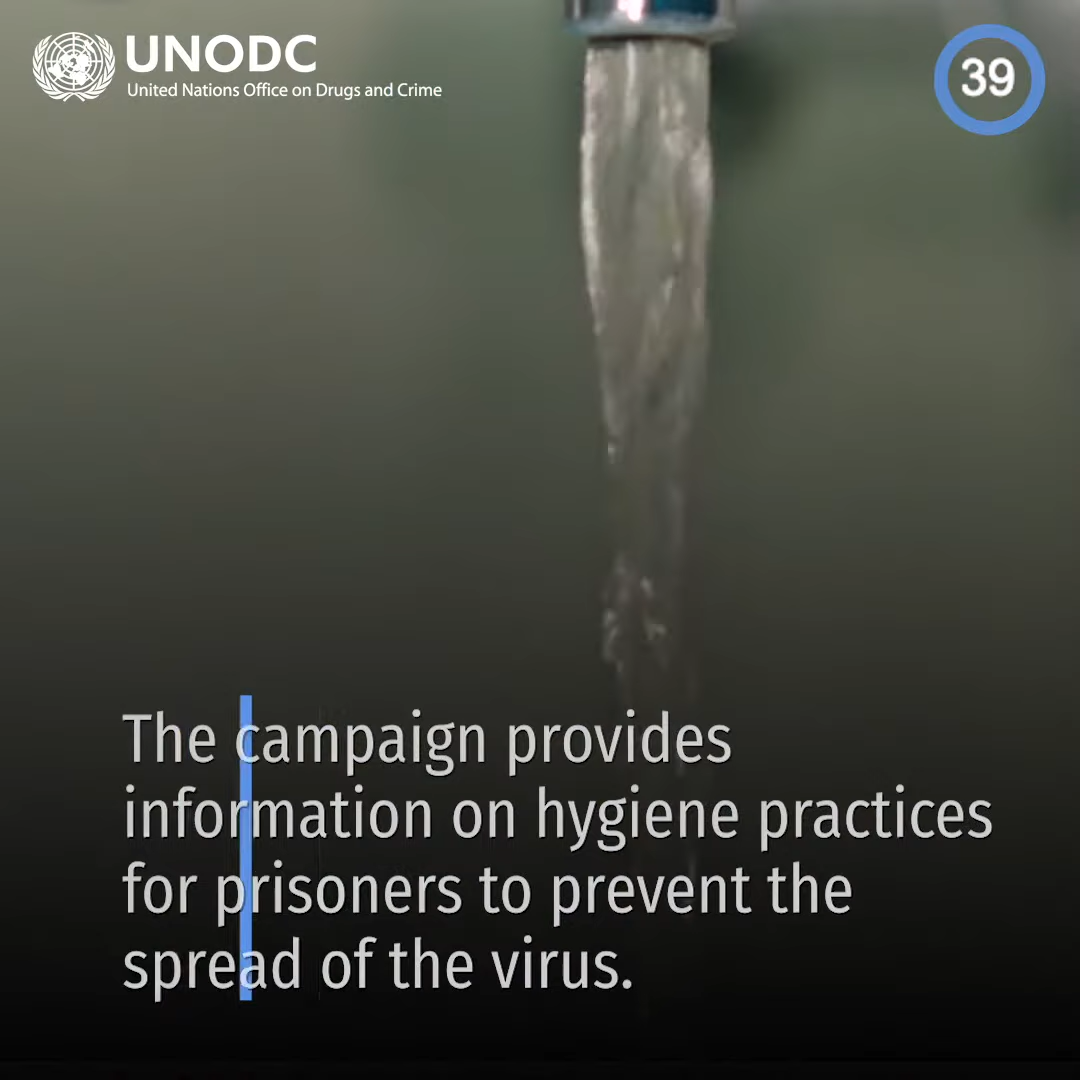 UNODC
United Nations Office on Drugs and Crime
39
The campaign provides
information on hygiene practices
for prisoners to prevent the
spread of the virus.